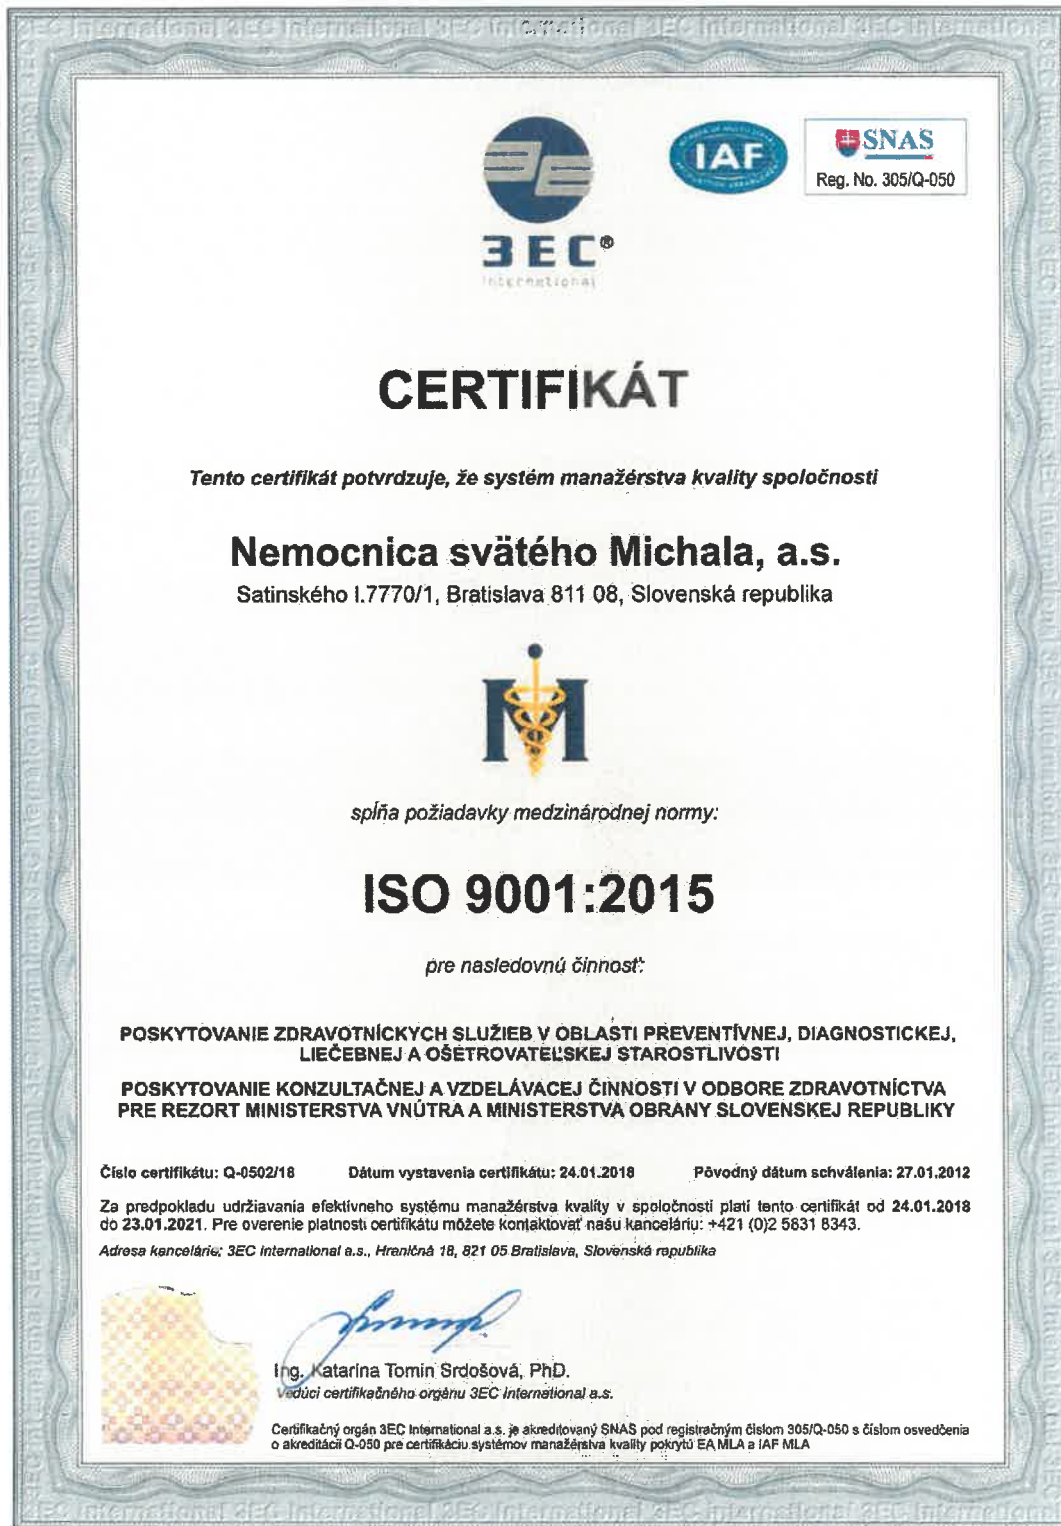 3EC®
International
IAF
SNAS
Reg. No. 305/Q-050
CERTIFIKÁT
Tento certifikát potvrdzuje, že systém manažérstva kvality spoločnosti
Nemocnica svätého Michala, a.s.
Satinského I.7770/1, Bratislava 811 08, Slovenská republika
M
spĺňa požiadavky medzinárodnej normy:
ISO 9001:2015
pre nasledovnú činnosť:
POSKYTOVANIE ZDRAVOTNÍCKYCH SLUŽIEB V OBLASTI PREVENTÍVNEJ, DIAGNOSTICKEJ,
LIEČEBNEJ A OŠETROVATEĽSKEJ STAROSTLIVOSTI
POSKYTOVANIE KONZULTAČNEJ A VZDELÁVACEJ ČINNOSTI V ODBORE ZDRAVOTNÍCTVA
PRE REZORT MINISTERSTVA VNÚTRA A MINISTERSTVA OBRANY SLOVENSKEJ REPUBLIKY
Číslo certifikátu: Q-0502/18 Dátum vystavenia certifikátu: 24.01.2018 Pôvodný dátum schválenia: 27.01.2012
Za predpokladu udržiavania efektívneho systému manažérstva kvality v spoločnosti platí tento certifikát od 24.01.2018
do 23.01.2021. Pre overenie platnosti certifikátu môžete kontaktovať našu kanceláriu: +421 (0)2 5831 8343.
Adresa kancelárie: 3EC International a.s., Hraničná 18, 821 05 Bratislava, Slovenská republika
Ing. Katarína Tomin Srdošová, PhD.
Vedúci certifikačného orgánu 3EC International a.s.
Certifikačný orgán 3EC International a.s. je akreditovaný SNAS pod registračným číslom 305/Q-050 s číslom osvedčenia
o akreditácii Q-050 pre certifikáciu systémov manažérstva kvality pokrytú EA MLA a IAF MLA